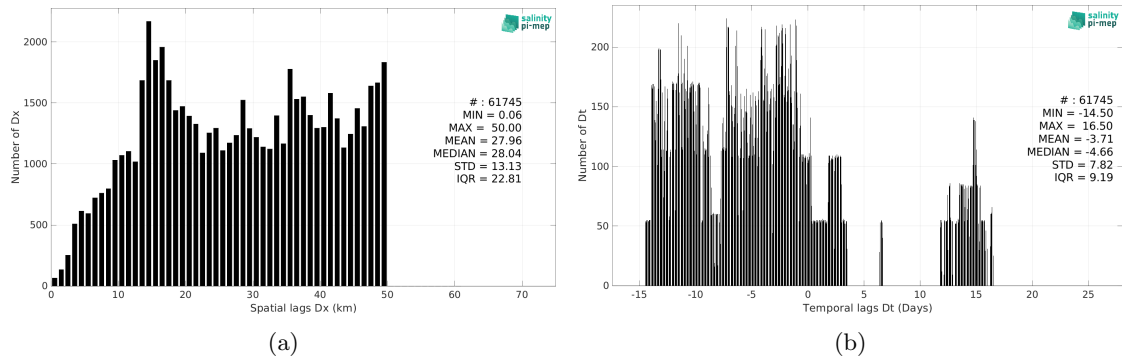 2000
1500
1000
500
0
Number of Dx
0 10 20 30 40 50 60 70
Spatial lags Dx (km)
salinity
pi-mep
# : 61745
MIN = 0.06
MAX = 50.00
MEAN = 27.96
MEDIAN = 28.04
STD = 13.13
IQR = 22.81
(a)
200
150
100
50
0
Number of Dt
-15 -10 -5 0 5 10 15 20 25
Temporal lags Dt (Days)
salinity
pi-mep
# : 61745
MIN = -14.50
MAX = 16.50
MEAN = -3.71
MEDIAN = -4.66
STD = 7.82
IQR = 9.19
(b)